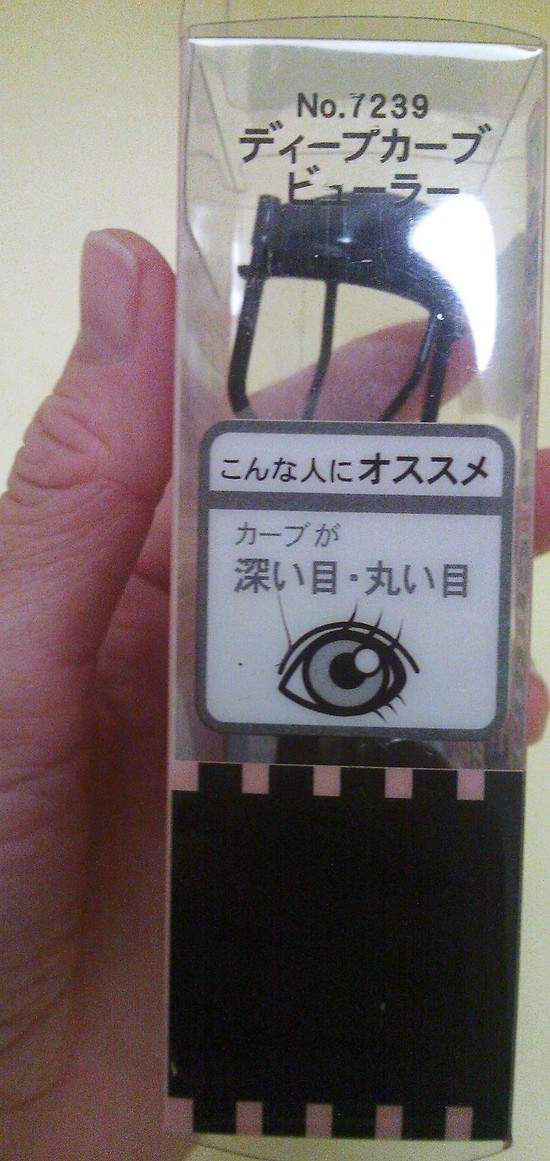 No.7239
ディープカーブ
ビューラー
こんな人にオススメ
カーブが
深い目・丸い目